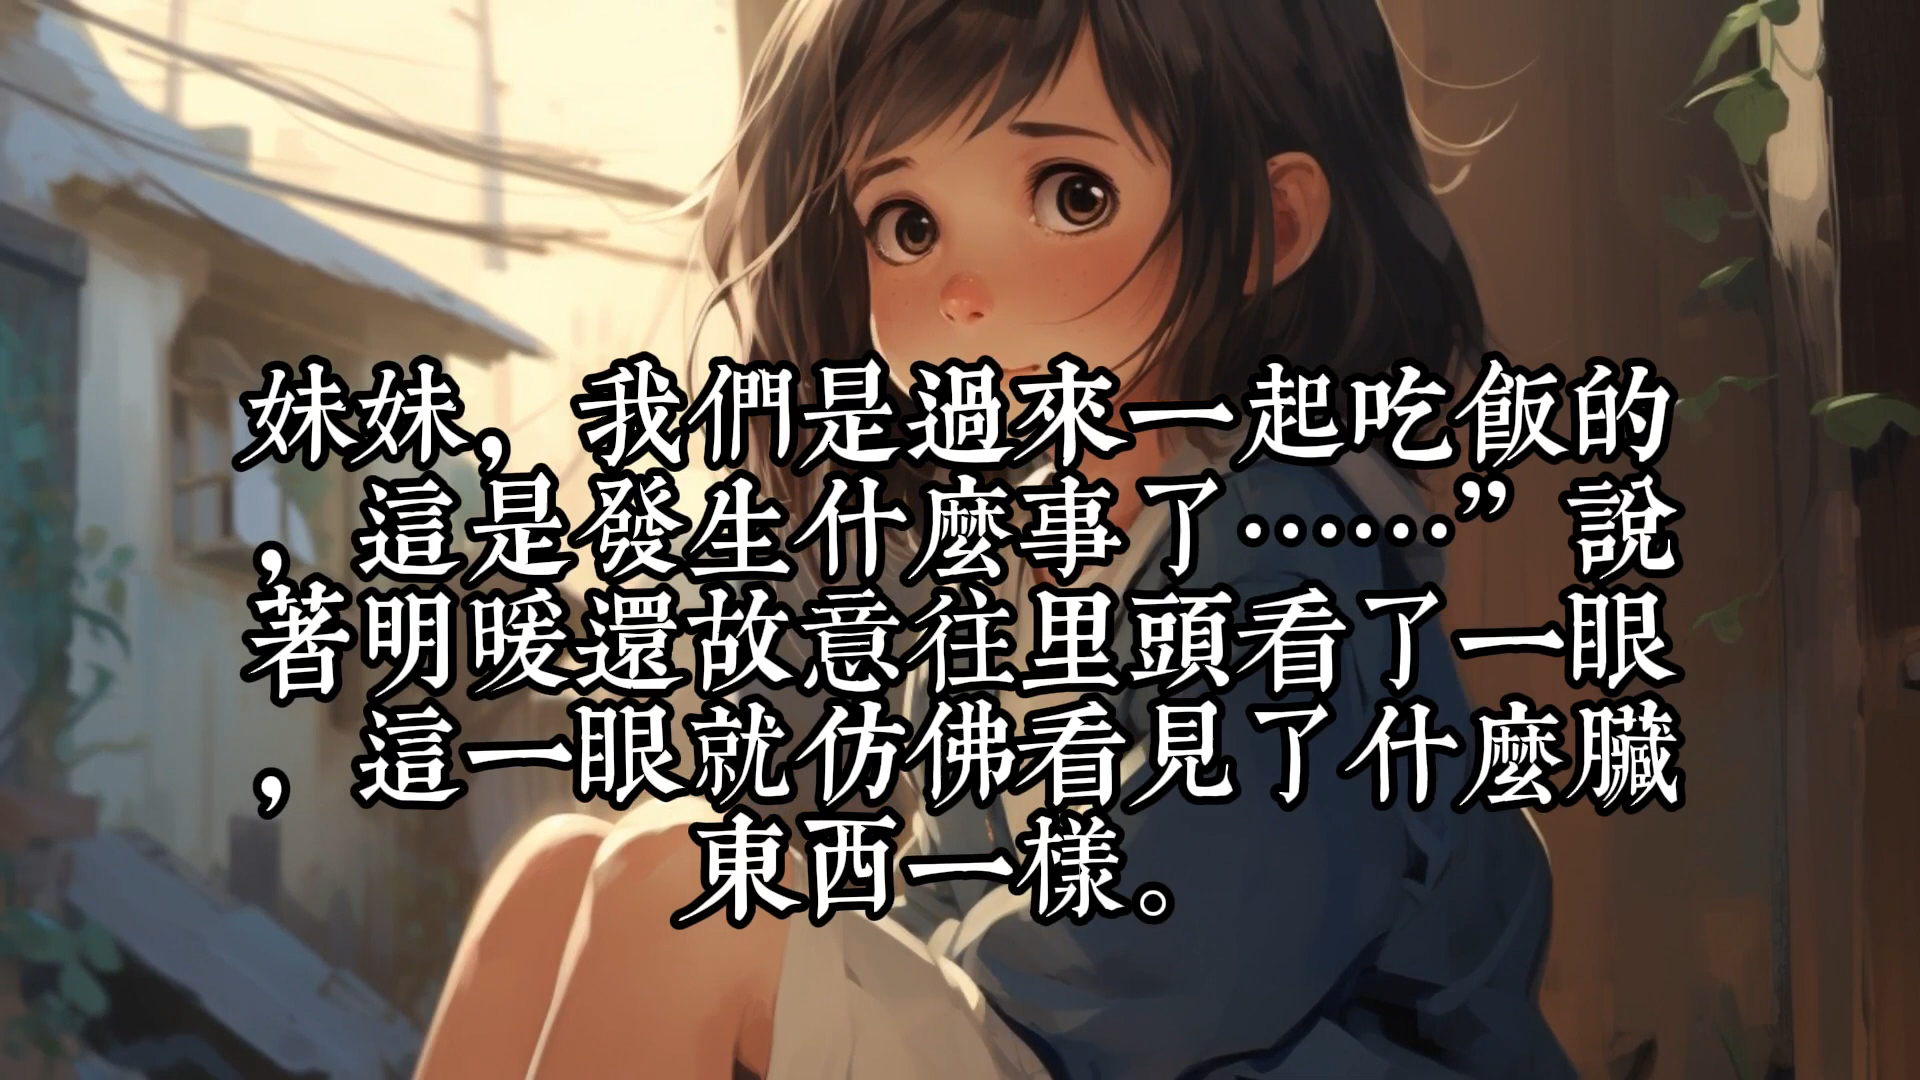 妹妹，我們是過來一起吃飯的
，這是發生什麼事了……”說
著明暖還故意往里頭看了一眼
，這一眼就仿佛看見了什麼臟
東西一樣。